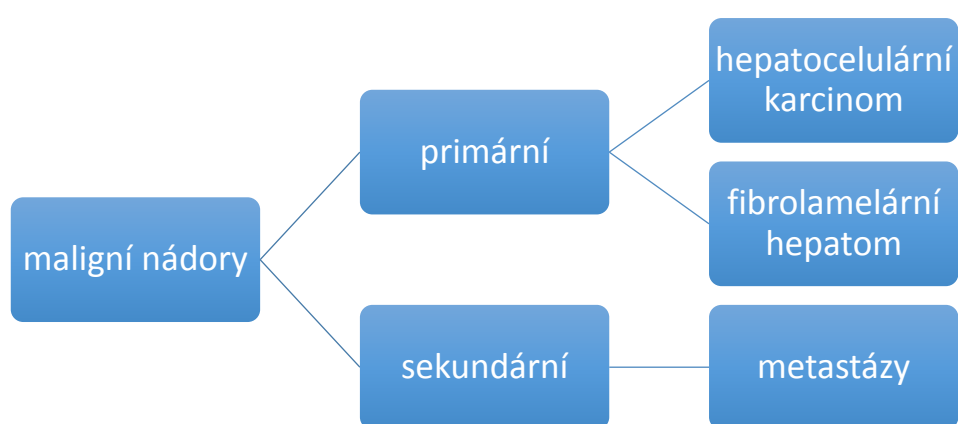 maligní nádory
primární
hepatocelulární
karcinom
fibrolamelární
hepatom
sekundární
metastázy